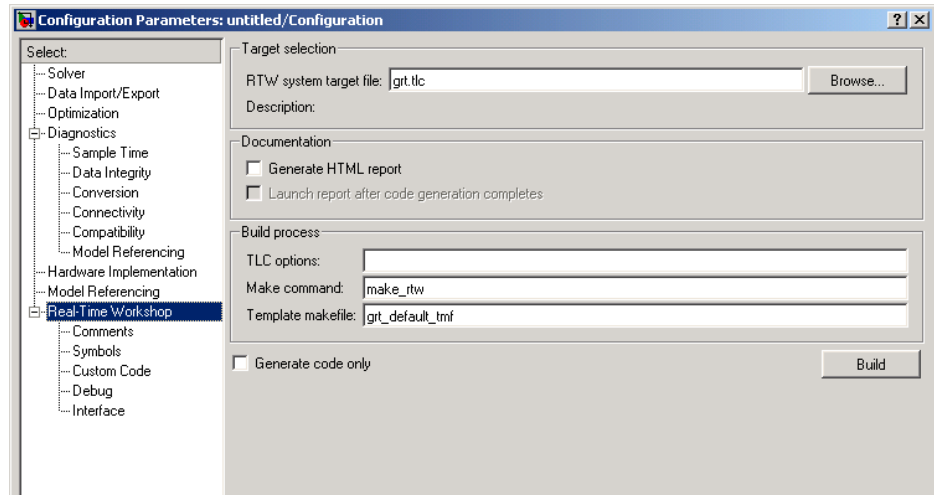 Configuration Parameters: untitled/Configuration
Select:
Solver
Data Import/Export
Optimization
Diagnostics
Sample Time
Data Integrity
Conversion
Connectivity
Compatibility
Model Referencing
Hardware Implementation
Model Referencing
Real-Time Workshop
Comments
Symbols
Custom Code
Debug
Interface
Target selection
RTW system target file: grt.tlc Browse...
Description:
Documentation
Generate HTML report
Launch report after code generation completes
Build process
TLC options:
Make command: make_rtw
Template makefile: grt_default_tmf
Generate code only Build